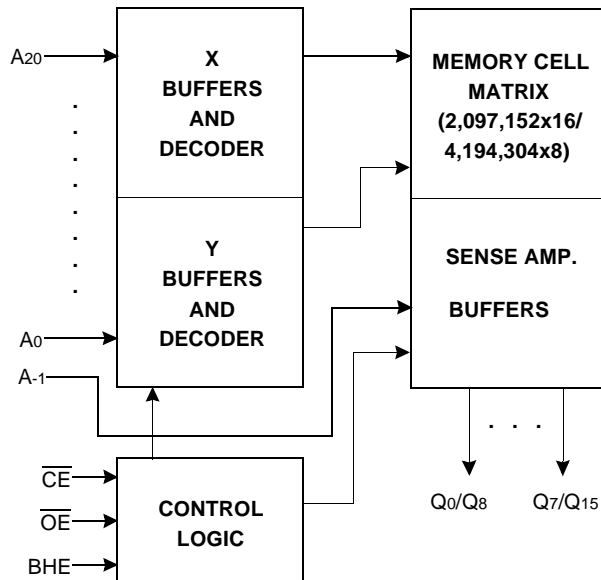 A20
X
BUFFERS
AND
DECODER
MEMORY CELL
MATRIX
(2,097,152x16/
4,194,304x8)
Y
BUFFERS
AND
DECODER
SENSE AMP.
BUFFERS
A0
A-1
CE
OE
BHE
CONTROL
LOGIC
Q0/Q8
Q7/Q15